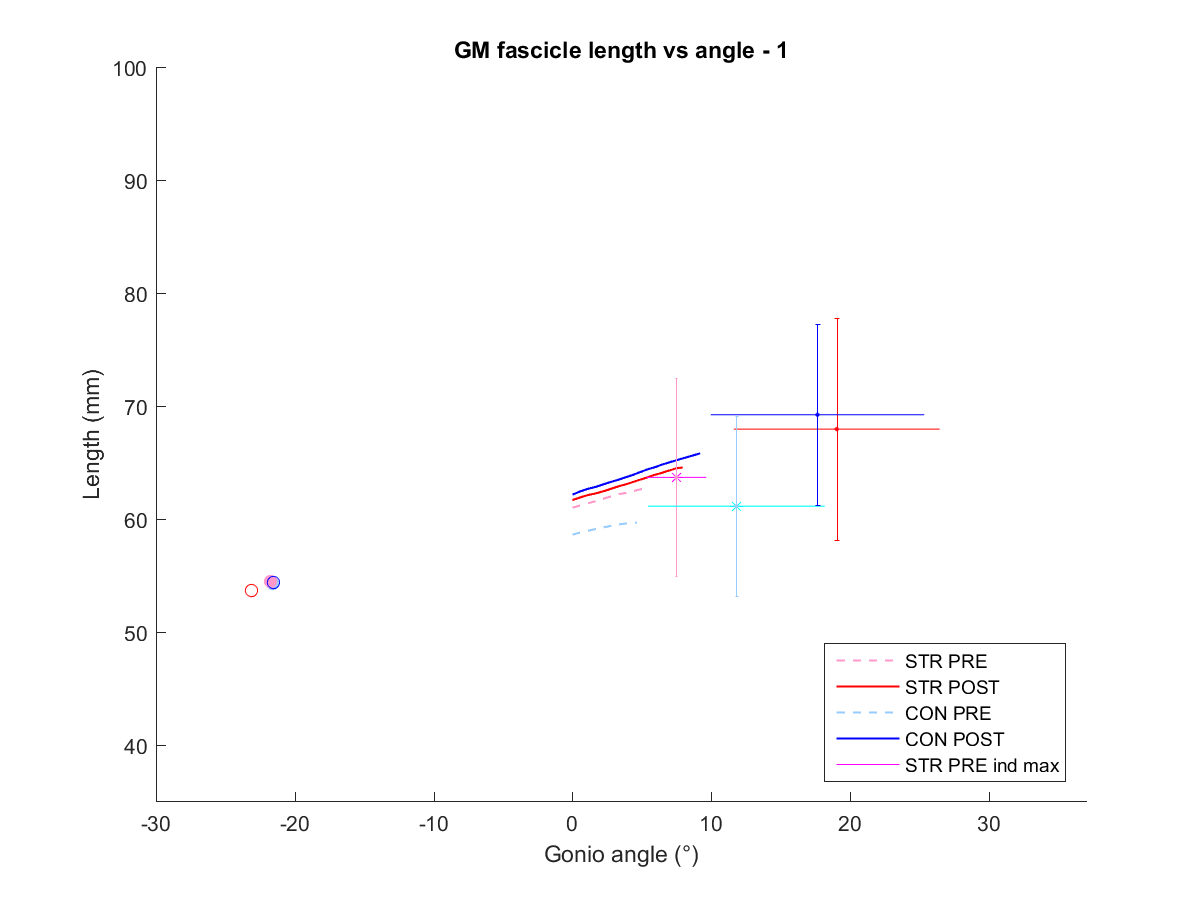 GM fascicle length vs angle - 1
100
90
80
70
60
50
40
Length (mm)
-30
-20
-10
0
10
20
30
Gonio angle (°)
STR PRE
STR POST
CON PRE
CON POST
STR PRE ind max